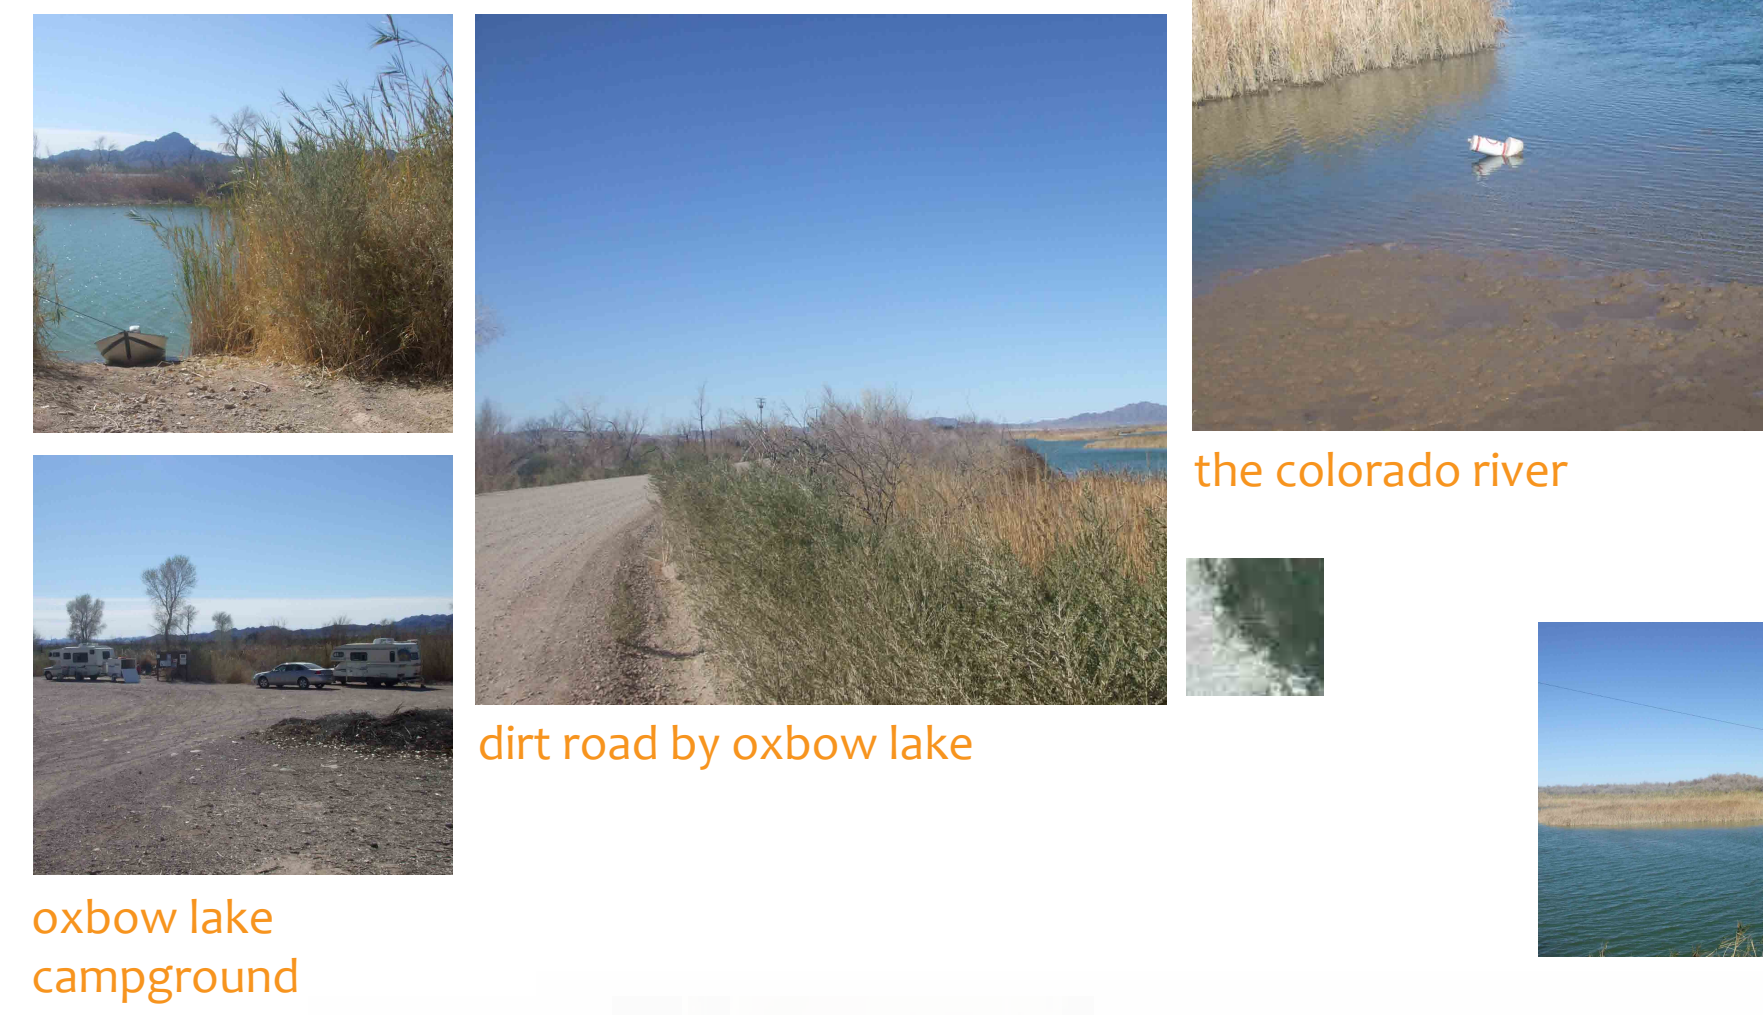 the colorado river
dirt road by oxbow lake
oxbow lake
campground